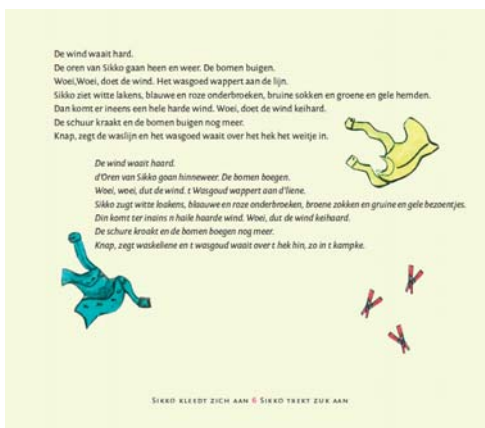 De wind waait hard.
De oren van Sikko gaan heen en weer. De bomen buigen.
Woei,Woei, doet de wind. Het wasgoed wappert aan de lijn.
Sikko ziet witte lakens, blauwe en roze onderbroeken, bruine sokken en groene en gele hemden.
Dan komt er ineens een hele harde wind. Woei, doet de wind keihard.
De schuur kraakt en de bomen buigen nog meer.
Knap, zegt de waslijn en het wasgoed waait over het hek het weitje in.
De wind waait haard.
d'Oren van Sikko goan hinneweer. De bomen boegen.
Woei, woei, dut de wind. t Wasgoud wappert aan d'liene.
Sikko zugt witte loakens, blaauwe en roze onderbroeken, broene zokken en gruine en gele bezoentjes.
Din komt ter inains n haile haarde wind. Woei, dut de wind keihaard.
De schure kroakt en de bomen boegen nog meer.
Knap, zegt waskeliene en t wasgoud waait over t hek hin, zo in t kampke.
SIKKO KLEEDT ZICH AAN 6 SIKKO TREKT ZUK AAN